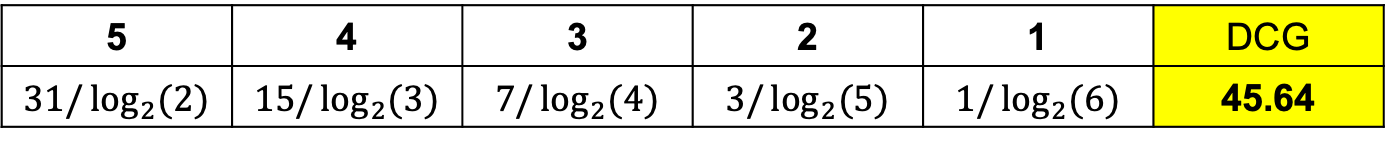 5 4 3 2 1 DCG
31/log₂(2) 15/log₂(3) 7/log₂(4) 3/log₂(5) 1/log₂(6) 45.64